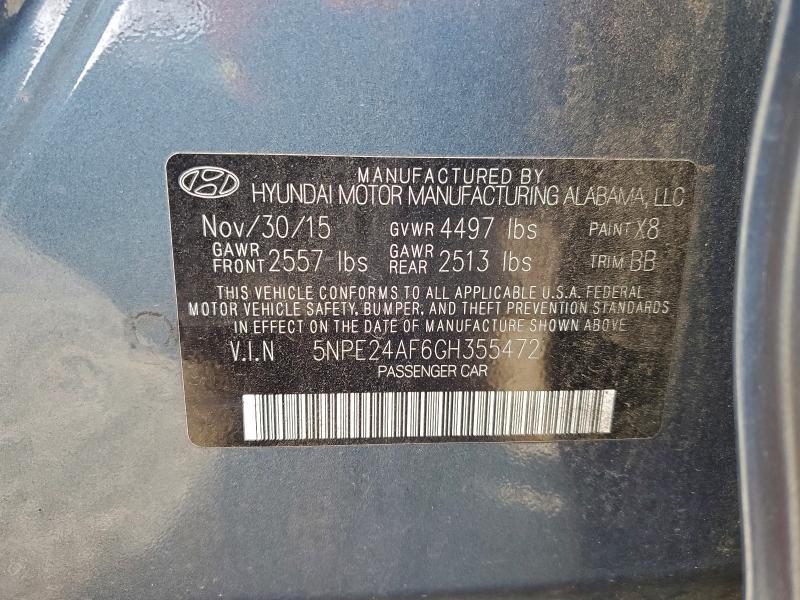 MANUFACTURED BY
HYUNDAI MOTOR MANUFACTURING ALABAMA, LLC
Nov/30/15 GVWR 4497 lbs PAINT X8
GAWR FRONT 2557 lbs GAWR REAR 2513 lbs TRIM BB
THIS VEHICLE CONFORMS TO ALL APPLICABLE U.S.A. FEDERAL
MOTOR VEHICLE SAFETY, BUMPER, AND THEFT PREVENTION STANDARDS
IN EFFECT ON THE DATE OF MANUFACTURE SHOWN ABOVE
V.I.N 5NPE24AF6GH355472
PASSENGER CAR